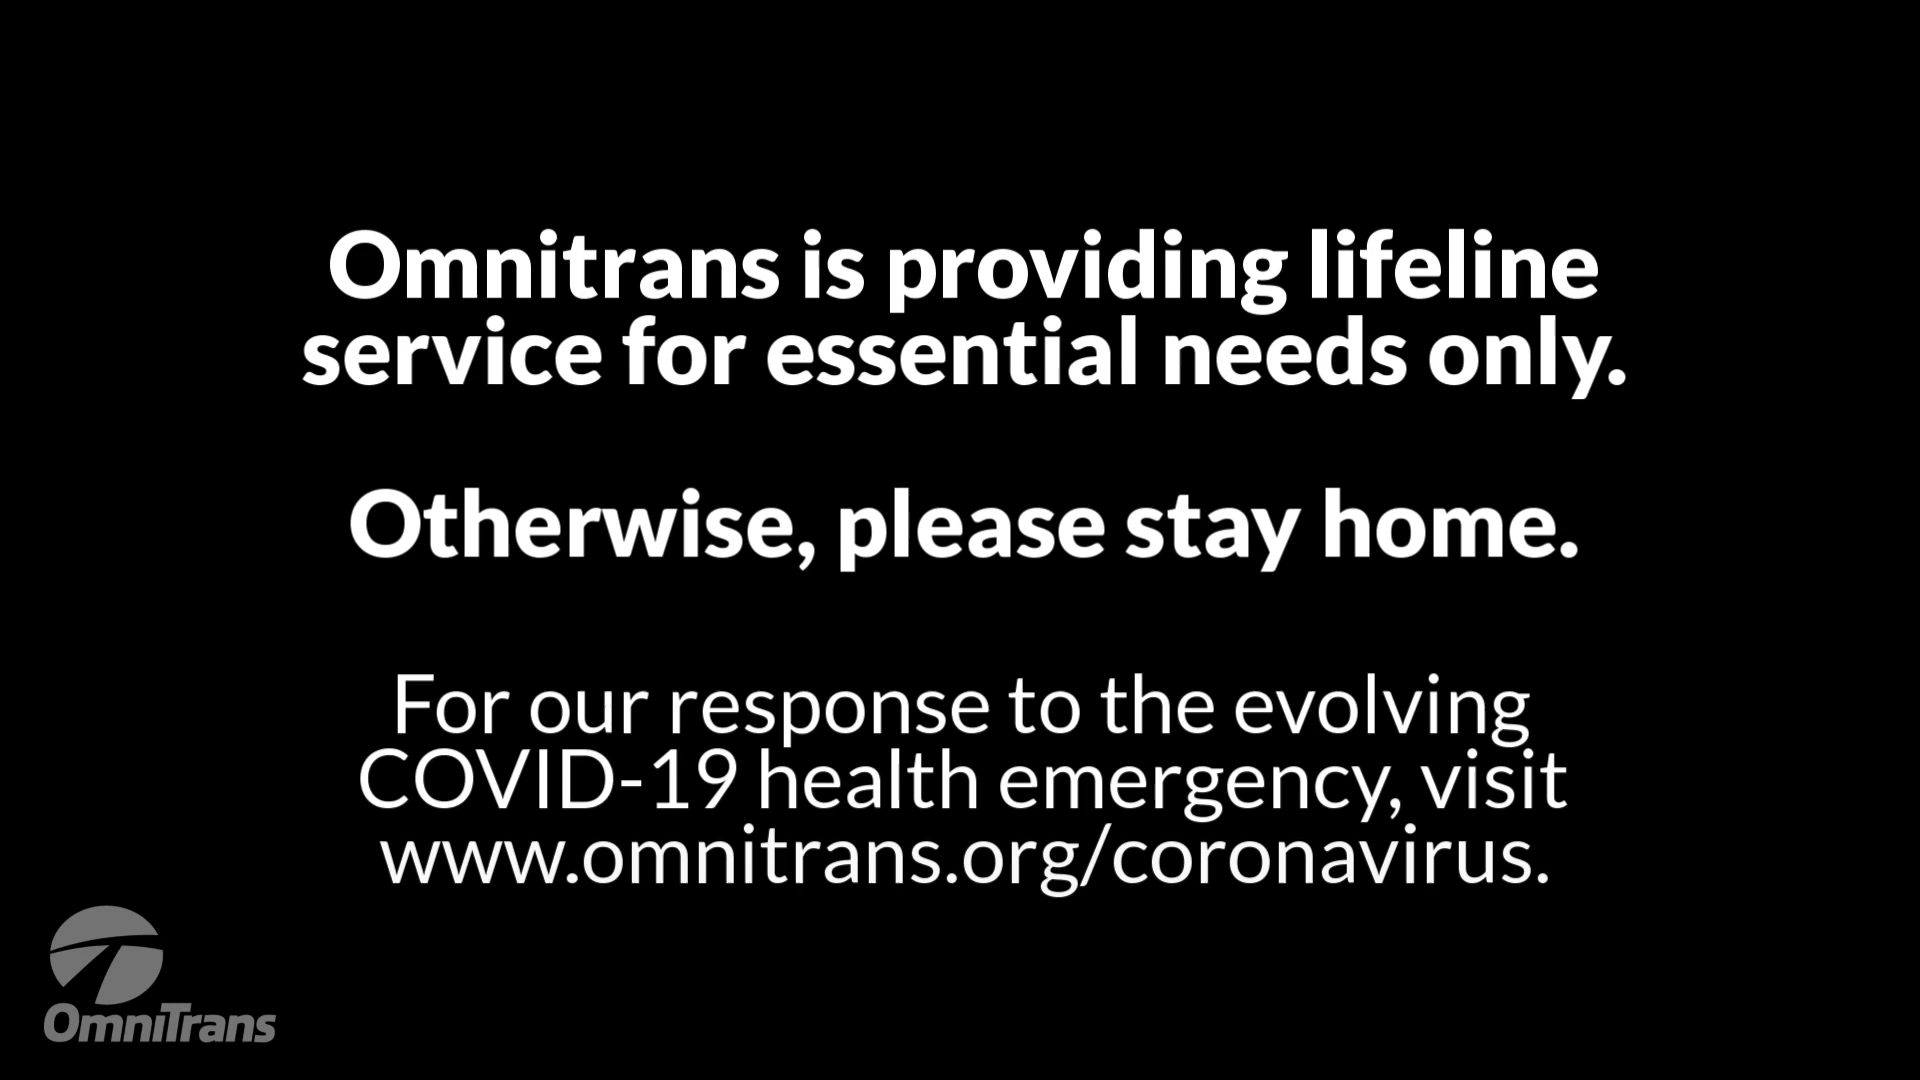 Omnitrans is providing lifeline
service for essential needs only.
Otherwise, please stay home.
For our response to the evolving
COVID-19 health emergency, visit
www.omnitrans.org/coronavirus.
OmniTrans